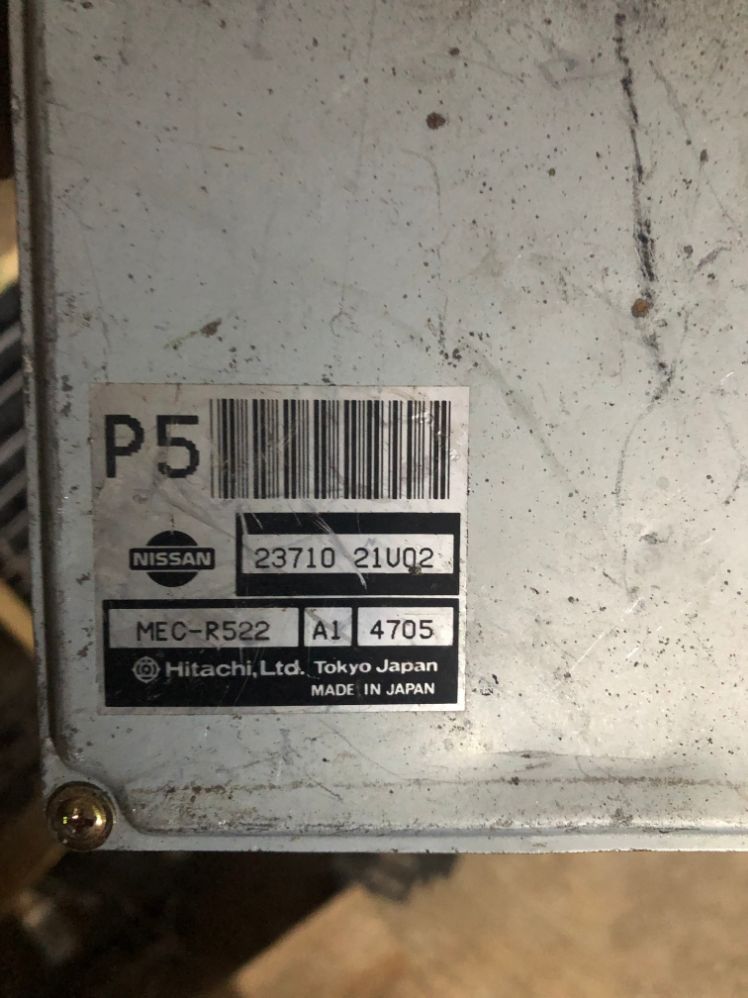 P5
NISSAN
23710 21U02
MEC-R522 A1 4705
Hitachi, Ltd. Tokyo Japan
MADE IN JAPAN